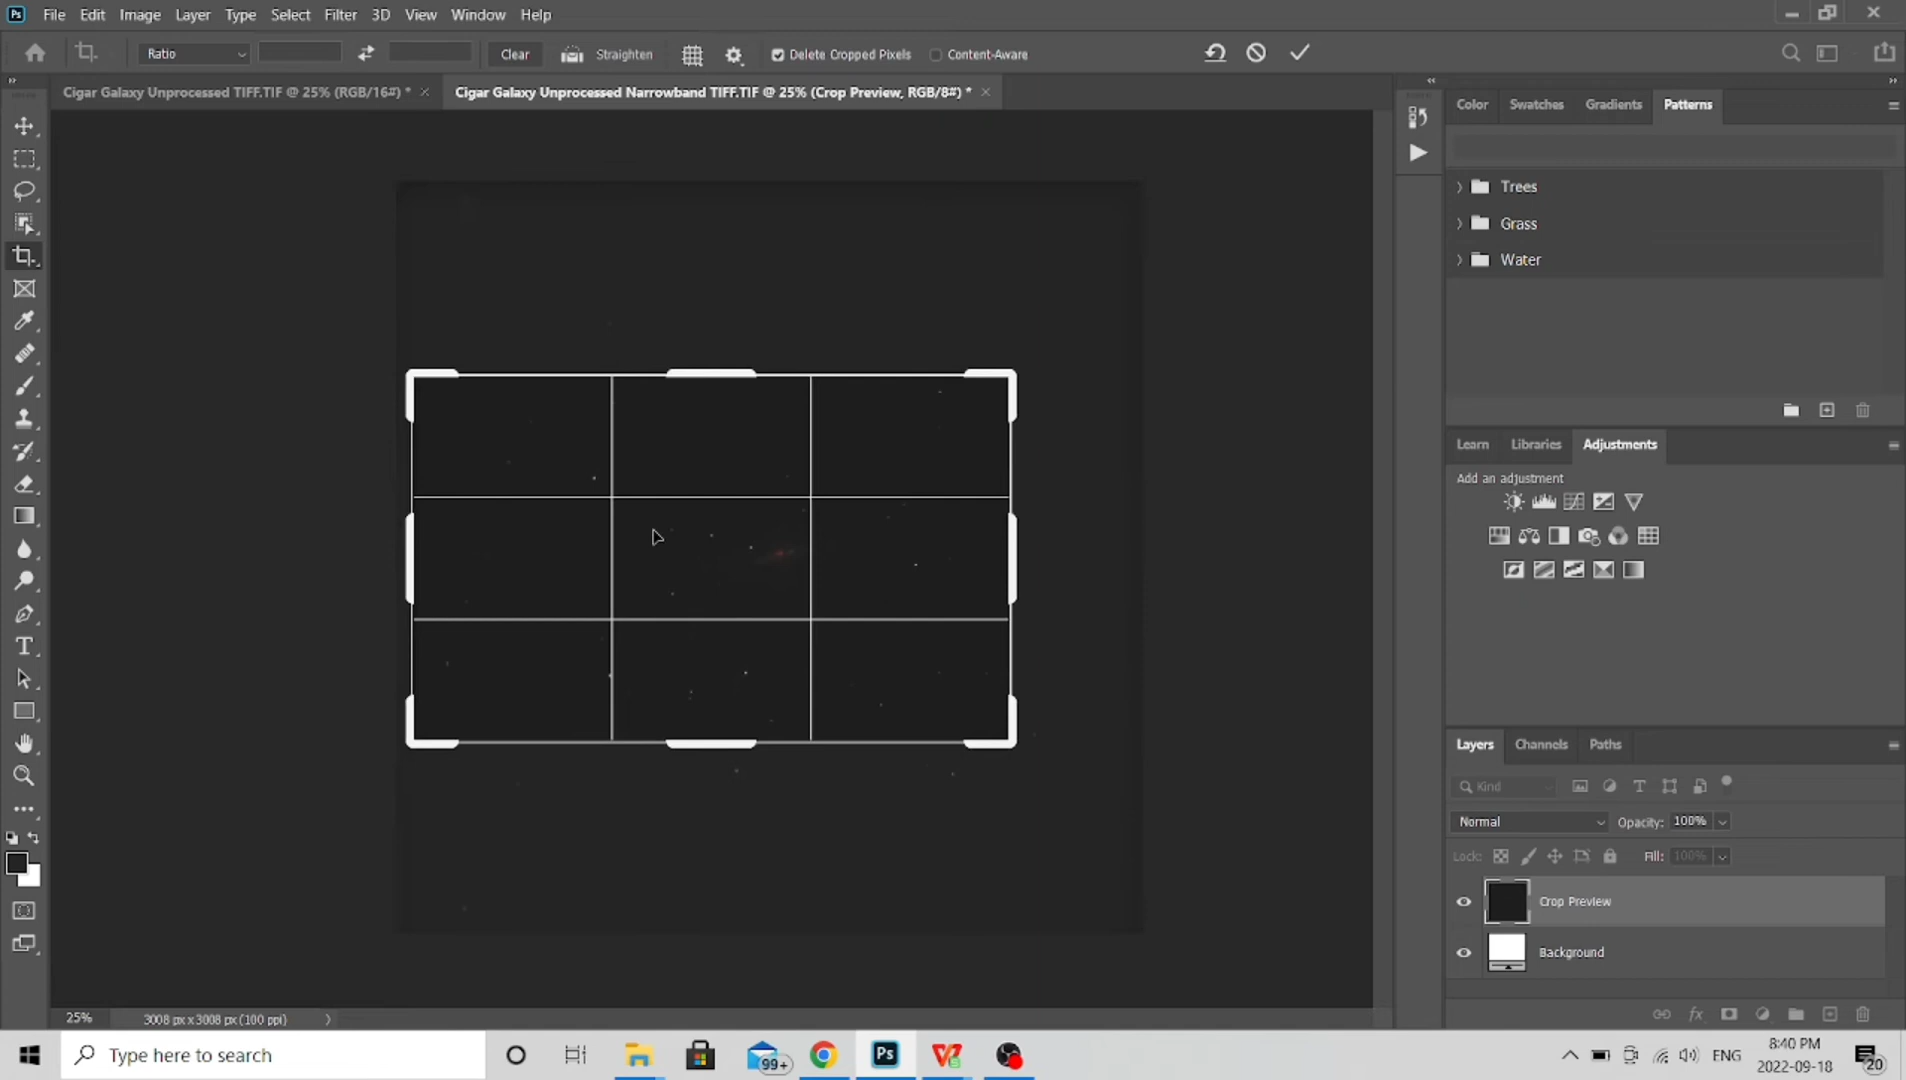 Ps File Edit Image Layer Type Select Filter 3D View Window Help
Ratio Clear Straighten Delete Cropped Pixels Content-Aware
Cigar Galaxy Unprocessed TIFF.TIF @ 25% (RGB/16#) * Cigar Galaxy Unprocessed Narrowband TIFF.TIF @ 25% (Crop Preview, RGB/8#) *
Color Swatches Gradients Patterns
Trees
Grass
Water
Learn Libraries Adjustments
Add an adjustment
Layers Channels Paths
Kind
Normal Opacity: 100%
Lock: Fill: 100%
Crop Preview
Background
25% 3008 px x 3008 px (100 ppi)
Type here to search 99+ Ps ENG 8:40 PM
2022-09-18 20